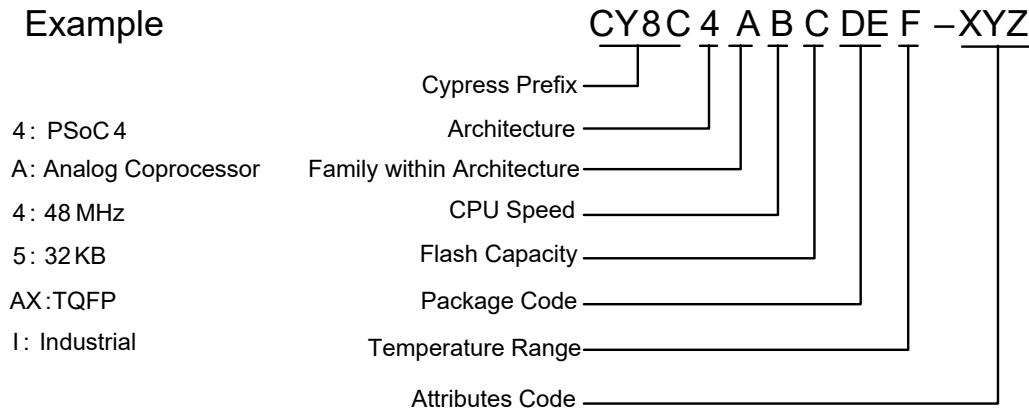 Example CY8C 4 A B C DE F – XYZ
Cypress Prefix
4: PSoC 4 Architecture
A: Analog Coprocessor Family within Architecture
4: 48 MHz CPU Speed
5: 32 KB Flash Capacity
AX: TQFP Package Code
I: Industrial Temperature Range
Attributes Code